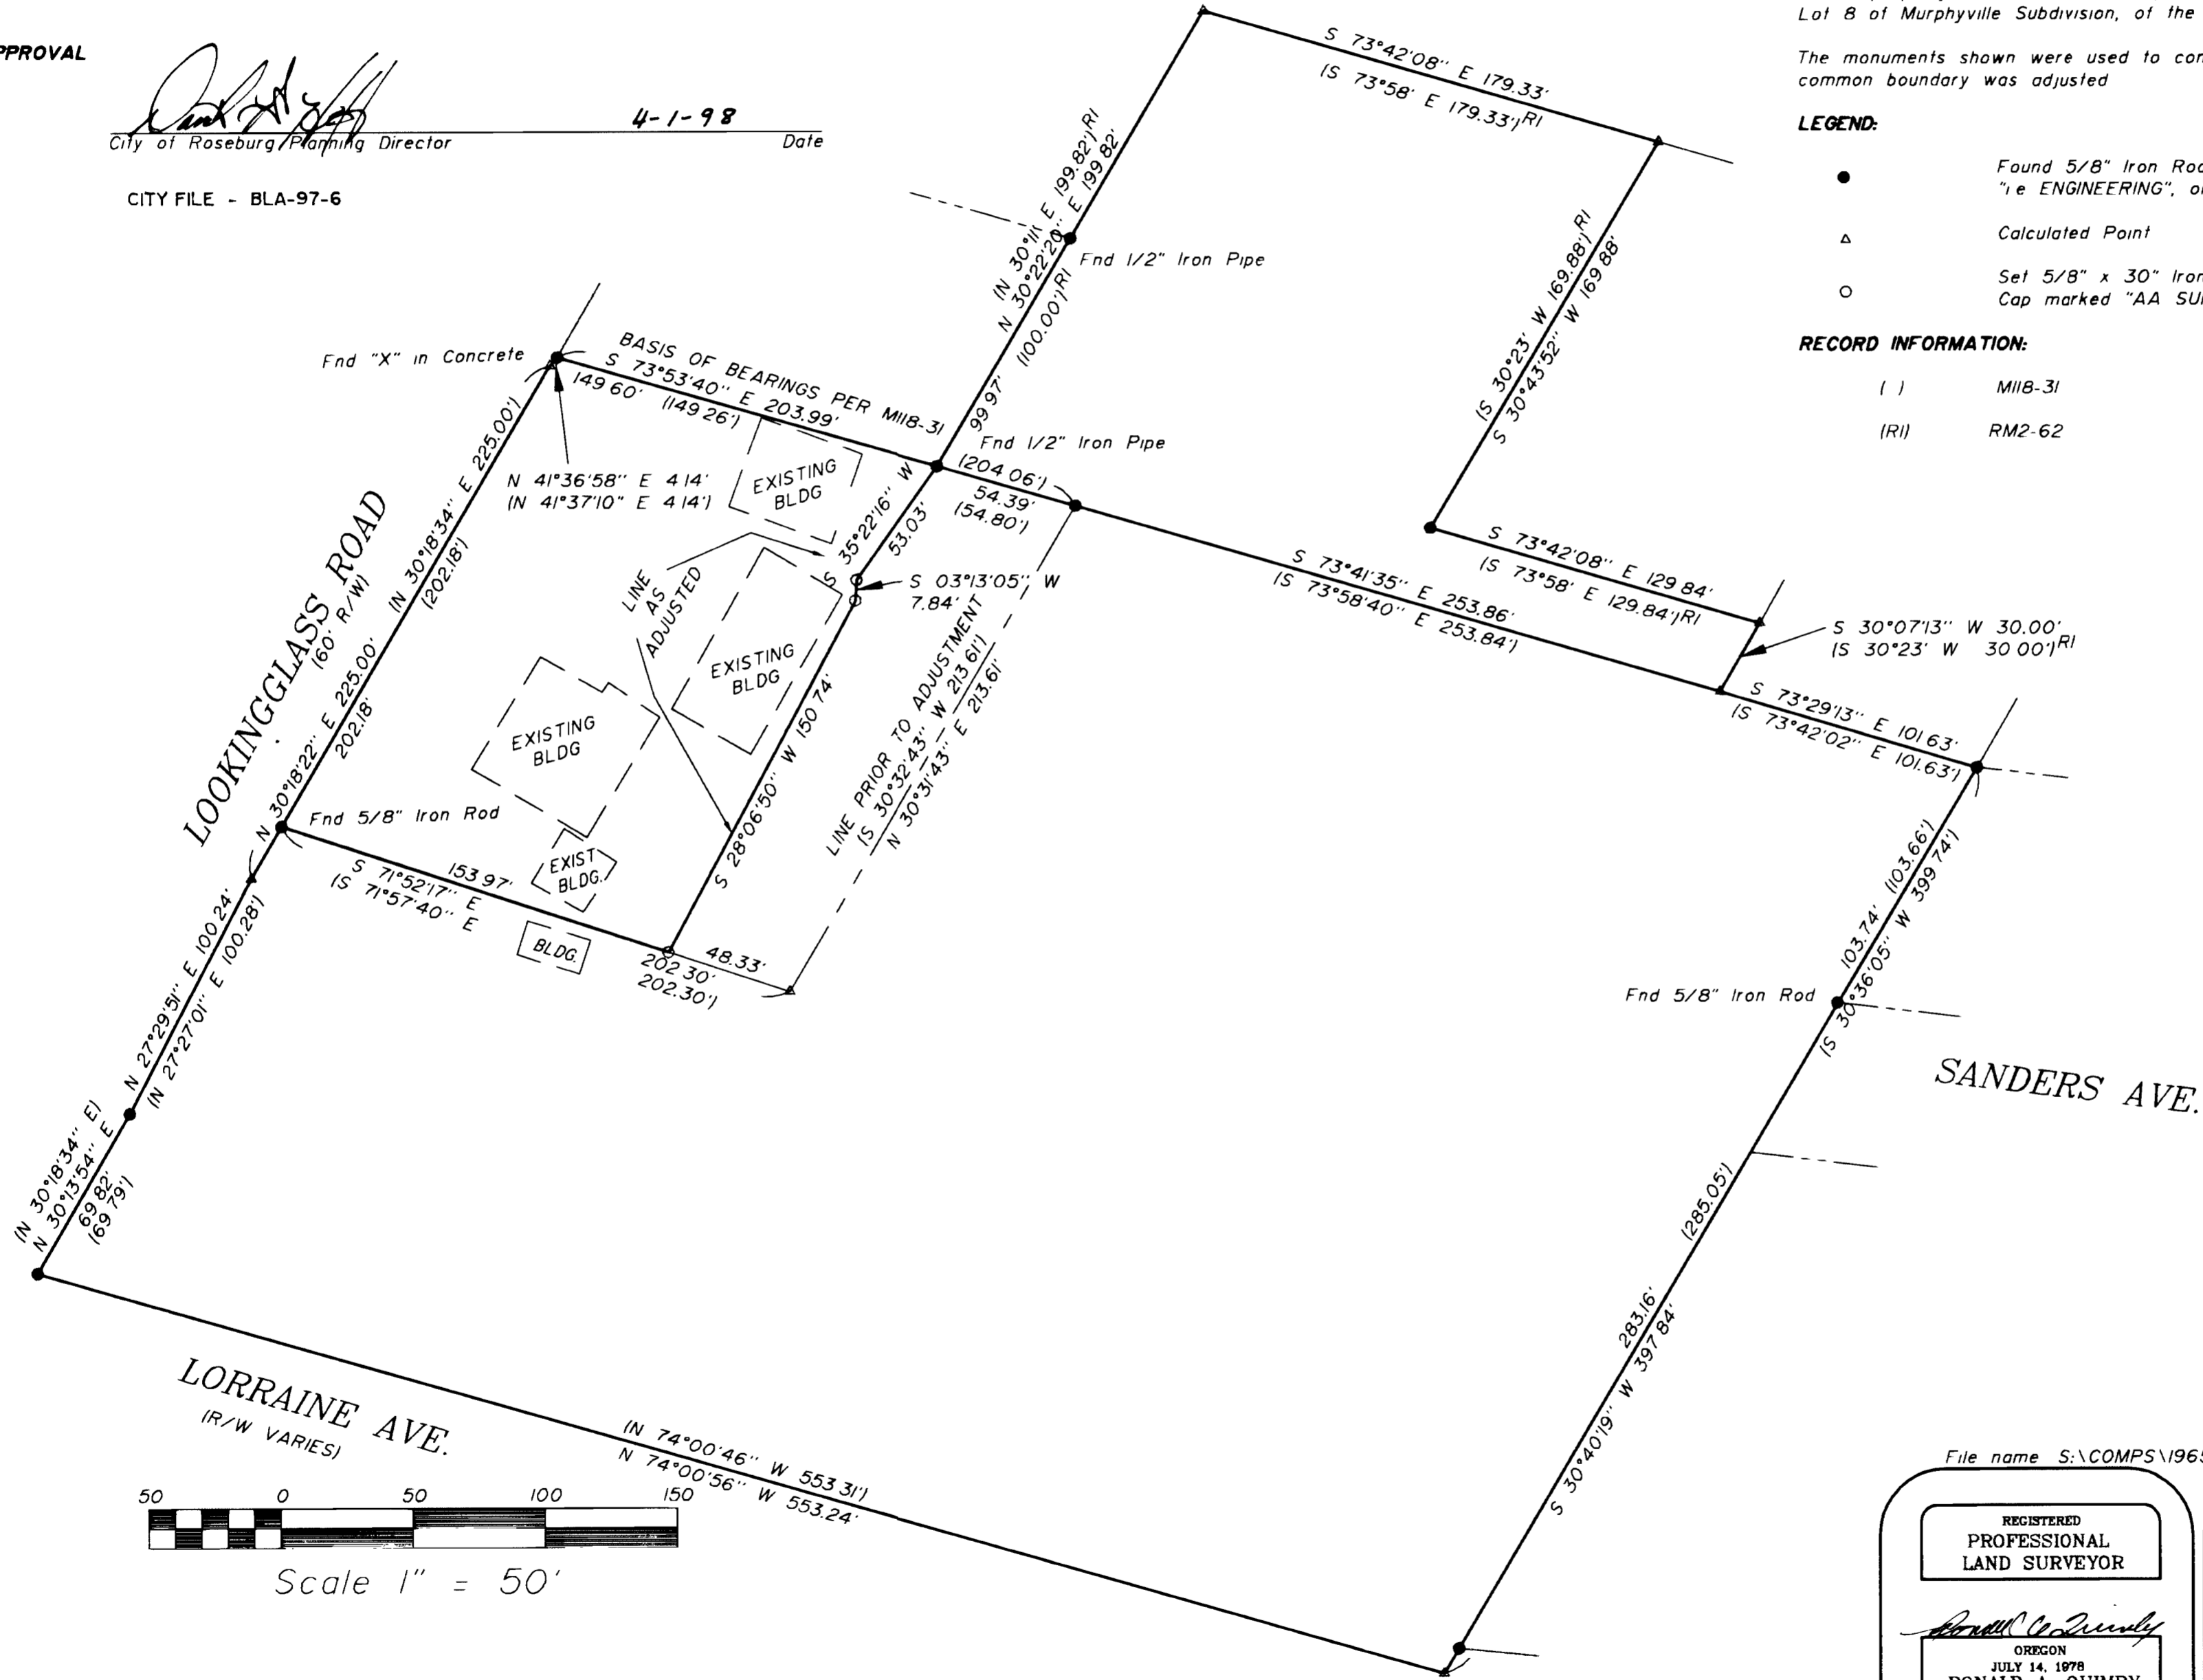 PPROVAL
4-1-98
City of Roseburg Planning Director Date
CITY FILE - BLA-97-6
Lot 8 of Murphyville Subdivision, of the
The monuments shown were used to con
common boundary was adjusted
LEGEND:
Found 5/8" Iron Rod
"i e ENGINEERING", o
Calculated Point
Set 5/8" x 30" Iron
Cap marked "AA SU
RECORD INFORMATION:
( ) M118-31
(R1) RM2-62
S 73°42'08" E 179.33'
(S 73°58' E 179.33')R1
(N 30°11' E 199.82')R1
N 30°22'20" E 199 82'
Fnd 1/2" Iron Pipe
(100.00')R1
99 97'
(S 30°23' W 169.88')R1
S 30°43'52" W 169 88'
Fnd "X" in Concrete
BASIS OF BEARINGS PER M118-31
S 73°53'40" E 203.99'
149 60' (149 26')
Fnd 1/2" Iron Pipe
(204 06')
54.39'
(54.80')
N 41°36'58" E 4 14'
(N 41°37'10" E 4 14')
EXISTING
BLDG
S 35°22'16" W
53.03'
S 03°13'05" W
7.84'
LINE
AS
ADJUSTED
EXISTING
BLDG
EXISTING
BLDG
EXIST
BLDG.
BLDG.
S 28°06'50" W 150 74'
LINE PRIOR TO ADJUSTMENT
(S 30°32'43" W 213 61')
N 30°31'43" E 213.61'
LOOKINGGLASS ROAD
(60' R/W)
(N 30°18'34" E 225.00')
(202.18')
N 30°18'22" E 225.00'
202.18'
Fnd 5/8" Iron Rod
S 71°52'17" E 153 97'
(S 71°57'40" E
48.33'
202 30'
202.30')
N 27°29'51" E 100 24'
(N 27°27'01" E 100.28')
(N 30°18'34" E)
N 30°13'54" E
69 82'
(69 79')
S 73°42'08" E 129 84'
(S 73°58' E 129.84')R1
S 73°41'35" E 253.86'
(S 73°58'40" E 253.84')
S 30°07'13" W 30.00'
(S 30°23' W 30 00')R1
S 73°29'13" E 101 63'
(S 73°42'02" E 101.63')
103.74' (103.66')
(S 30°36'05" W 399 74')
Fnd 5/8" Iron Rod
SANDERS AVE.
(285.05')
283.16'
S 30°40'19" W 397 84'
LORRAINE AVE.
(R/W VARIES)
(N 74°00'46" W 553 31')
N 74°00'56" W 553.24'
50 0 50 100 150
Scale 1" = 50'
File name S:\COMPS\1965
REGISTERED
PROFESSIONAL
LAND SURVEYOR
OREGON
JULY 14, 1978
DONALD A. QUIMBY